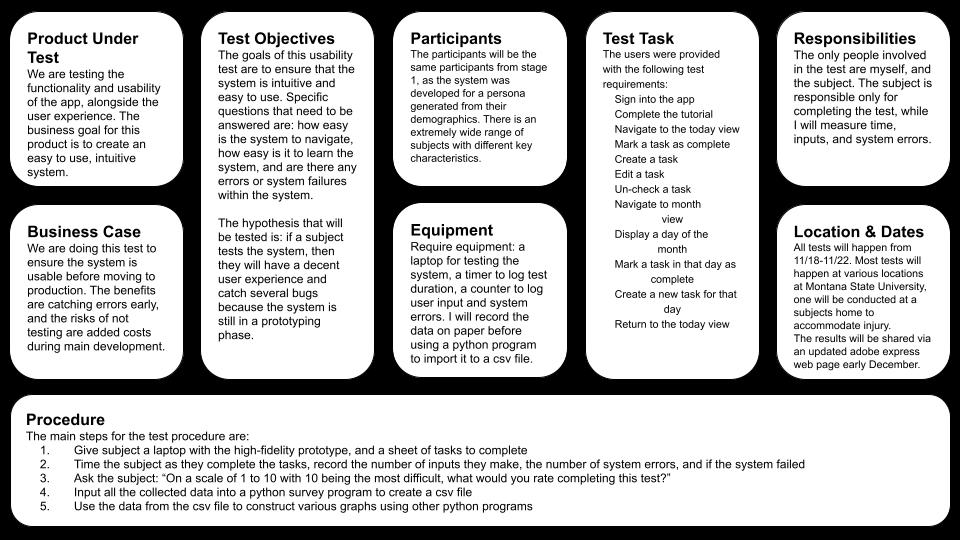 Product Under
Test
We are testing the
functionality and usability
of the app, alongside the
user experience. The
business goal for this
product is to create an
easy to use, intuitive
system.
Business Case
We are doing this test to
ensure the system is
usable before moving to
production. The benefits
are catching errors early,
and the risks of not
testing are added costs
during main development.
Test Objectives
The goals of this usability
test are to ensure that the
system is intuitive and
easy to use. Specific
questions that need to be
answered are: how easy
is the system to navigate,
how easy is it to learn the
system, and are there any
errors or system failures
within the system.
The hypothesis that will
be tested is: if a subject
tests the system, then
they will have a decent
user experience and
catch several bugs
because the system is
still in a prototyping
phase.
Participants
The participants will be the
same participants from stage
1, as the system was
developed for a persona
generated from their
demographics. There is an
extremely wide range of
subjects with different key
characteristics.
Equipment
Require equipment: a
laptop for testing the
system, a timer to log test
duration, a counter to log
user input and system
errors. I will record the
data on paper before
using a python program
to import it to a csv file.
Test Task
The users were provided
with the following test
requirements:
Sign into the app
Complete the tutorial
Navigate to the today view
Mark a task as complete
Create a task
Edit a task
Un-check a task
Navigate to month
view
Display a day of the
month
Mark a task in that day as
complete
Create a new task for that
day
Return to the today view
Responsibilities
The only people involved
in the test are myself, and
the subject. The subject is
responsible only for
completing the test, while
I will measure time,
inputs, and system errors.
Location & Dates
All tests will happen from
11/18-11/22. Most tests will
happen at various locations
at Montana State University,
one will be conducted at a
subjects home to
accommodate injury.
The results will be shared via
an updated adobe express
web page early December.
Procedure
The main steps for the test procedure are:
1. Give subject a laptop with the high-fidelity prototype, and a sheet of tasks to complete
2. Time the subject as they complete the tasks, record the number of inputs they make, the number of system errors, and if the system failed
3. Ask the subject: “On a scale of 1 to 10 with 10 being the most difficult, what would you rate completing this test?”
4. Input all the collected data into a python survey program to create a csv file
5. Use the data from the csv file to construct various graphs using other python programs